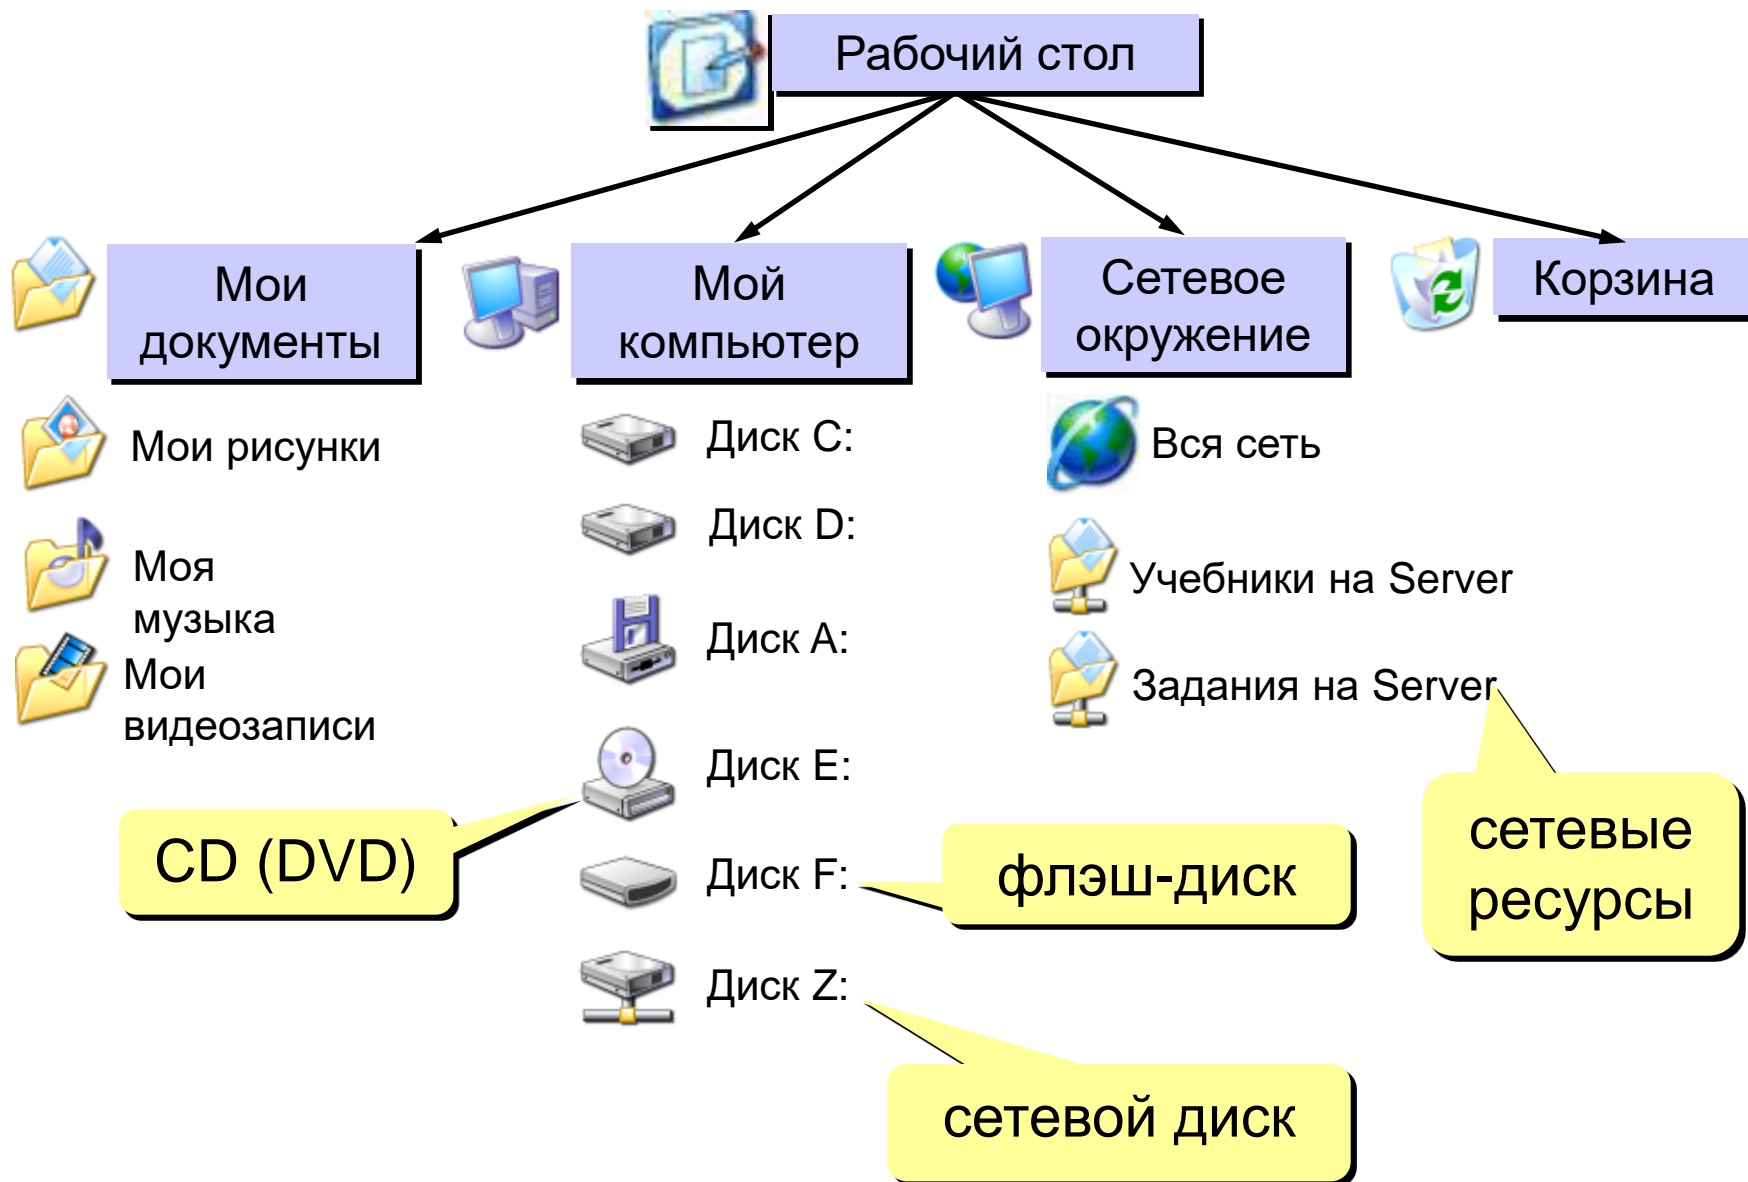 Рабочий стол
Мои
документы
Мой
компьютер
Сетевое
окружение
Корзина
Мои рисунки
Моя
музыка
Мои
видеозаписи
Диск C:
Диск D:
Диск A:
Диск E:
Диск F:
Диск Z:
Вся сеть
Учебники на Server
Задания на Server
CD (DVD)
флэш-диск
сетевой диск
сетевые
ресурсы